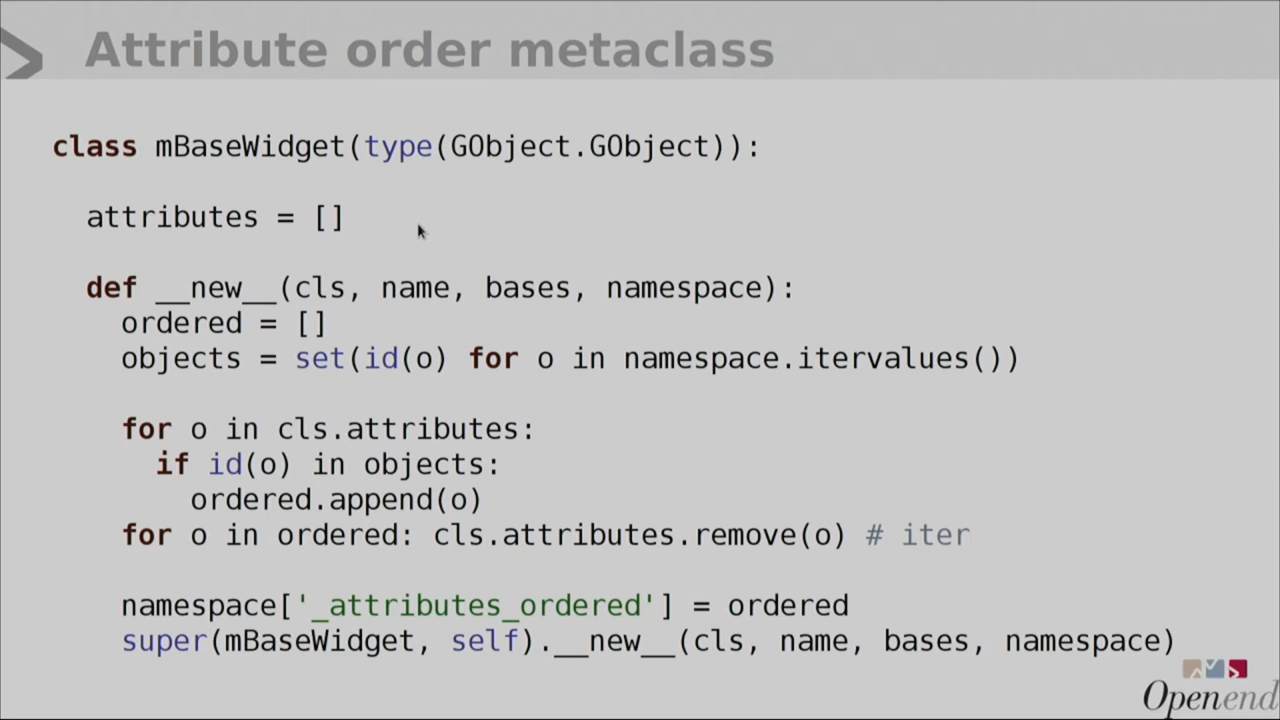 Attribute order metaclass
class mBaseWidget(type(GObject.GObject)):
attributes = []
def __new__(cls, name, bases, namespace):
ordered = []
objects = set(id(o) for o in namespace.itervalues())
for o in cls.attributes:
if id(o) in objects:
ordered.append(o)
for o in ordered: cls.attributes.remove(o) # iter
namespace['_attributes_ordered'] = ordered
super(mBaseWidget, self).__new__(cls, name, bases, namespace)
Openend